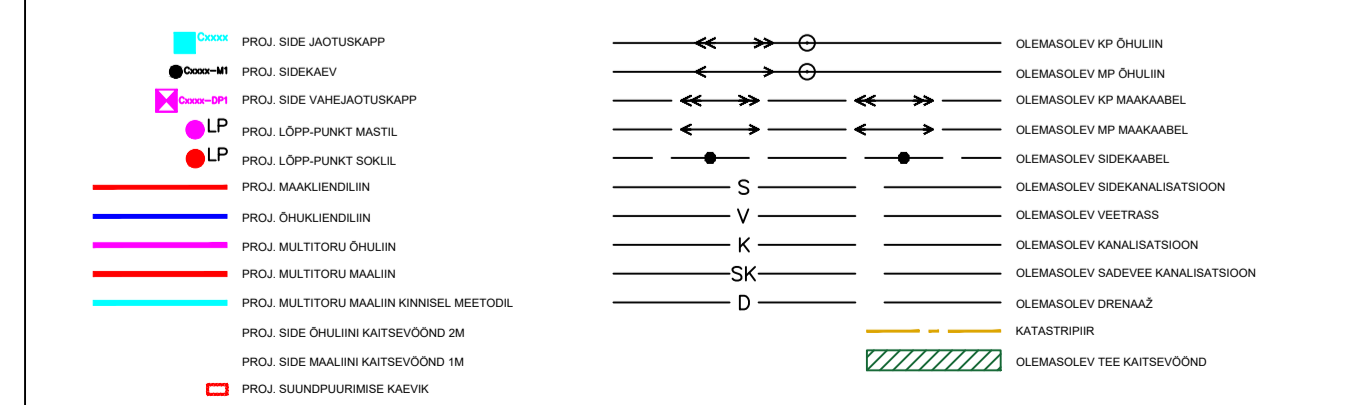 Cxxxx PROJ. SIDE JAOTUSKAPP
Cxxxx-M1 PROJ. SIDEKAEV
Cxxxx-DP1 PROJ. SIDE VAHEJAOTUSKAPP
LP PROJ. LÕPP-PUNKT MASTIL
LP PROJ. LÕPP-PUNKT SOKLIL
PROJ. MAAKLIENDILIIN
PROJ. ÕHUKLIENDILIIN
PROJ. MULTITORU ÕHULIIN
PROJ. MULTITORU MAALIIN
PROJ. MULTITORU MAALIIN KINNISEL MEETODIL
PROJ. SIDE ÕHULIINI KAITSEVÖÖND 2M
PROJ. SIDE MAALIINI KAITSEVÖÖND 1M
PROJ. SUUNDPUURIMISE KAEVIK
OLEMASOLEV KP ÕHULIIN
OLEMASOLEV MP ÕHULIIN
OLEMASOLEV KP MAAKAABEL
OLEMASOLEV MP MAAKAABEL
OLEMASOLEV SIDEKAABEL
S OLEMASOLEV SIDEKANALISATSIOON
V OLEMASOLEV VEETRASS
K OLEMASOLEV KANALISATSIOON
SK OLEMASOLEV SADEVEE KANALISATSIOON
D OLEMASOLEV DRENAAŽ
KATASTRIPIIR
OLEMASOLEV TEE KAITSEVÖÖND